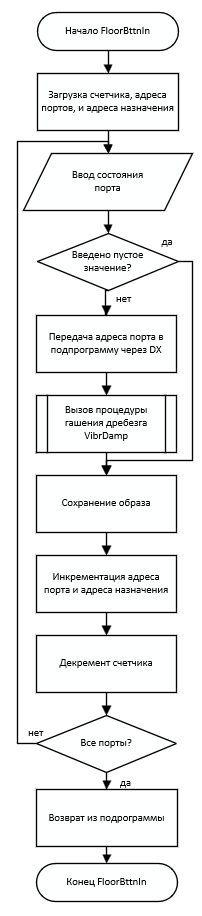 Начало FloorBttnIn
Загрузка счетчика, адреса
портов, и адреса назначения
Ввод состояния
порта
да
Введено пустое
значение?
нет
Передача адреса порта в
подпрограмму через DX
Вызов процедуры
гашения дребезга
VibrDamp
Сохранение образа
Инкрементация адреса
порта и адреса назначения
Декремент счетчика
нет
Все порты?
да
Возврат из подрограммы
Конец FloorBttnIn